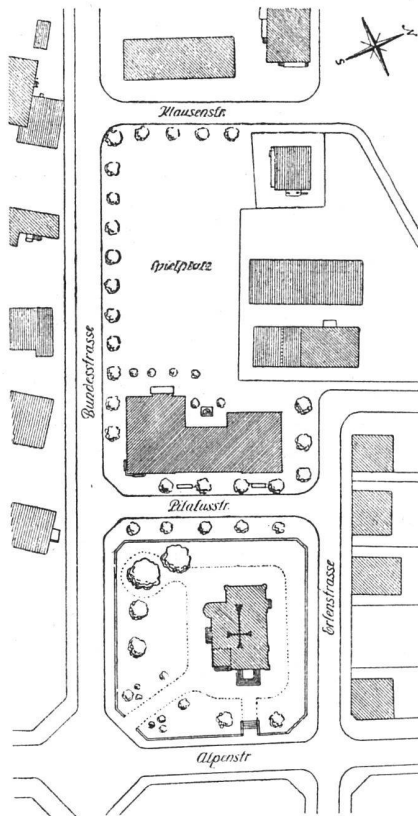 N
S
Klausenstr.
Spielplatz
Bundesstrasse
Pilatusstr.
Erlenstrasse
Alpenstr